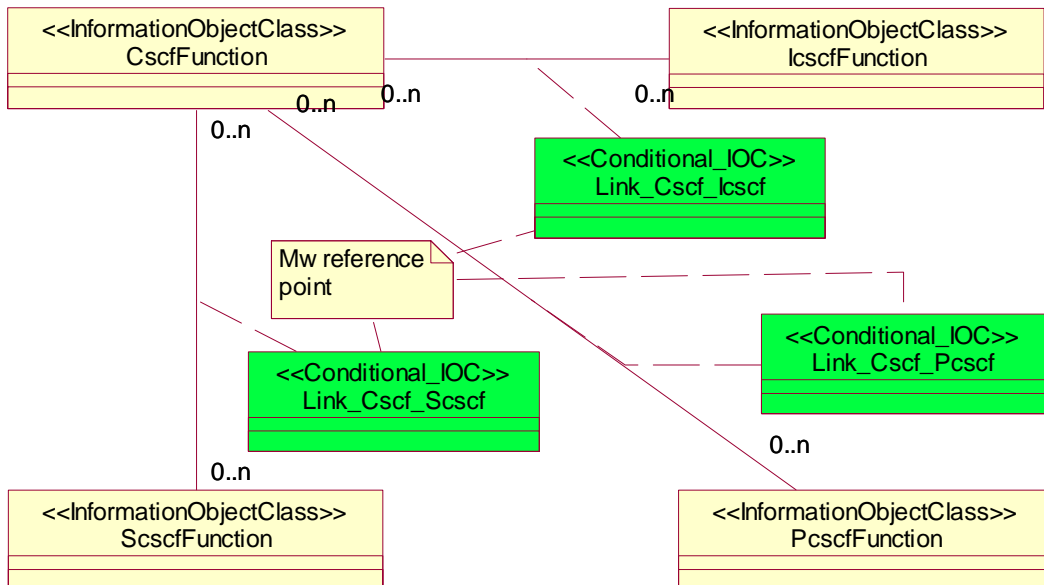 <<InformationObjectClass>>
CscfFunction
<<InformationObjectClass>>
IcscfFunction
0..n
0..n
0..n
0..n
<<Conditional_IOC>>
Link_Cscf_Icscf
Mw reference
point
<<Conditional_IOC>>
Link_Cscf_Pcscf
<<Conditional_IOC>>
Link_Cscf_Scscf
0..n
0..n
<<InformationObjectClass>>
ScscfFunction
<<InformationObjectClass>>
PcscfFunction